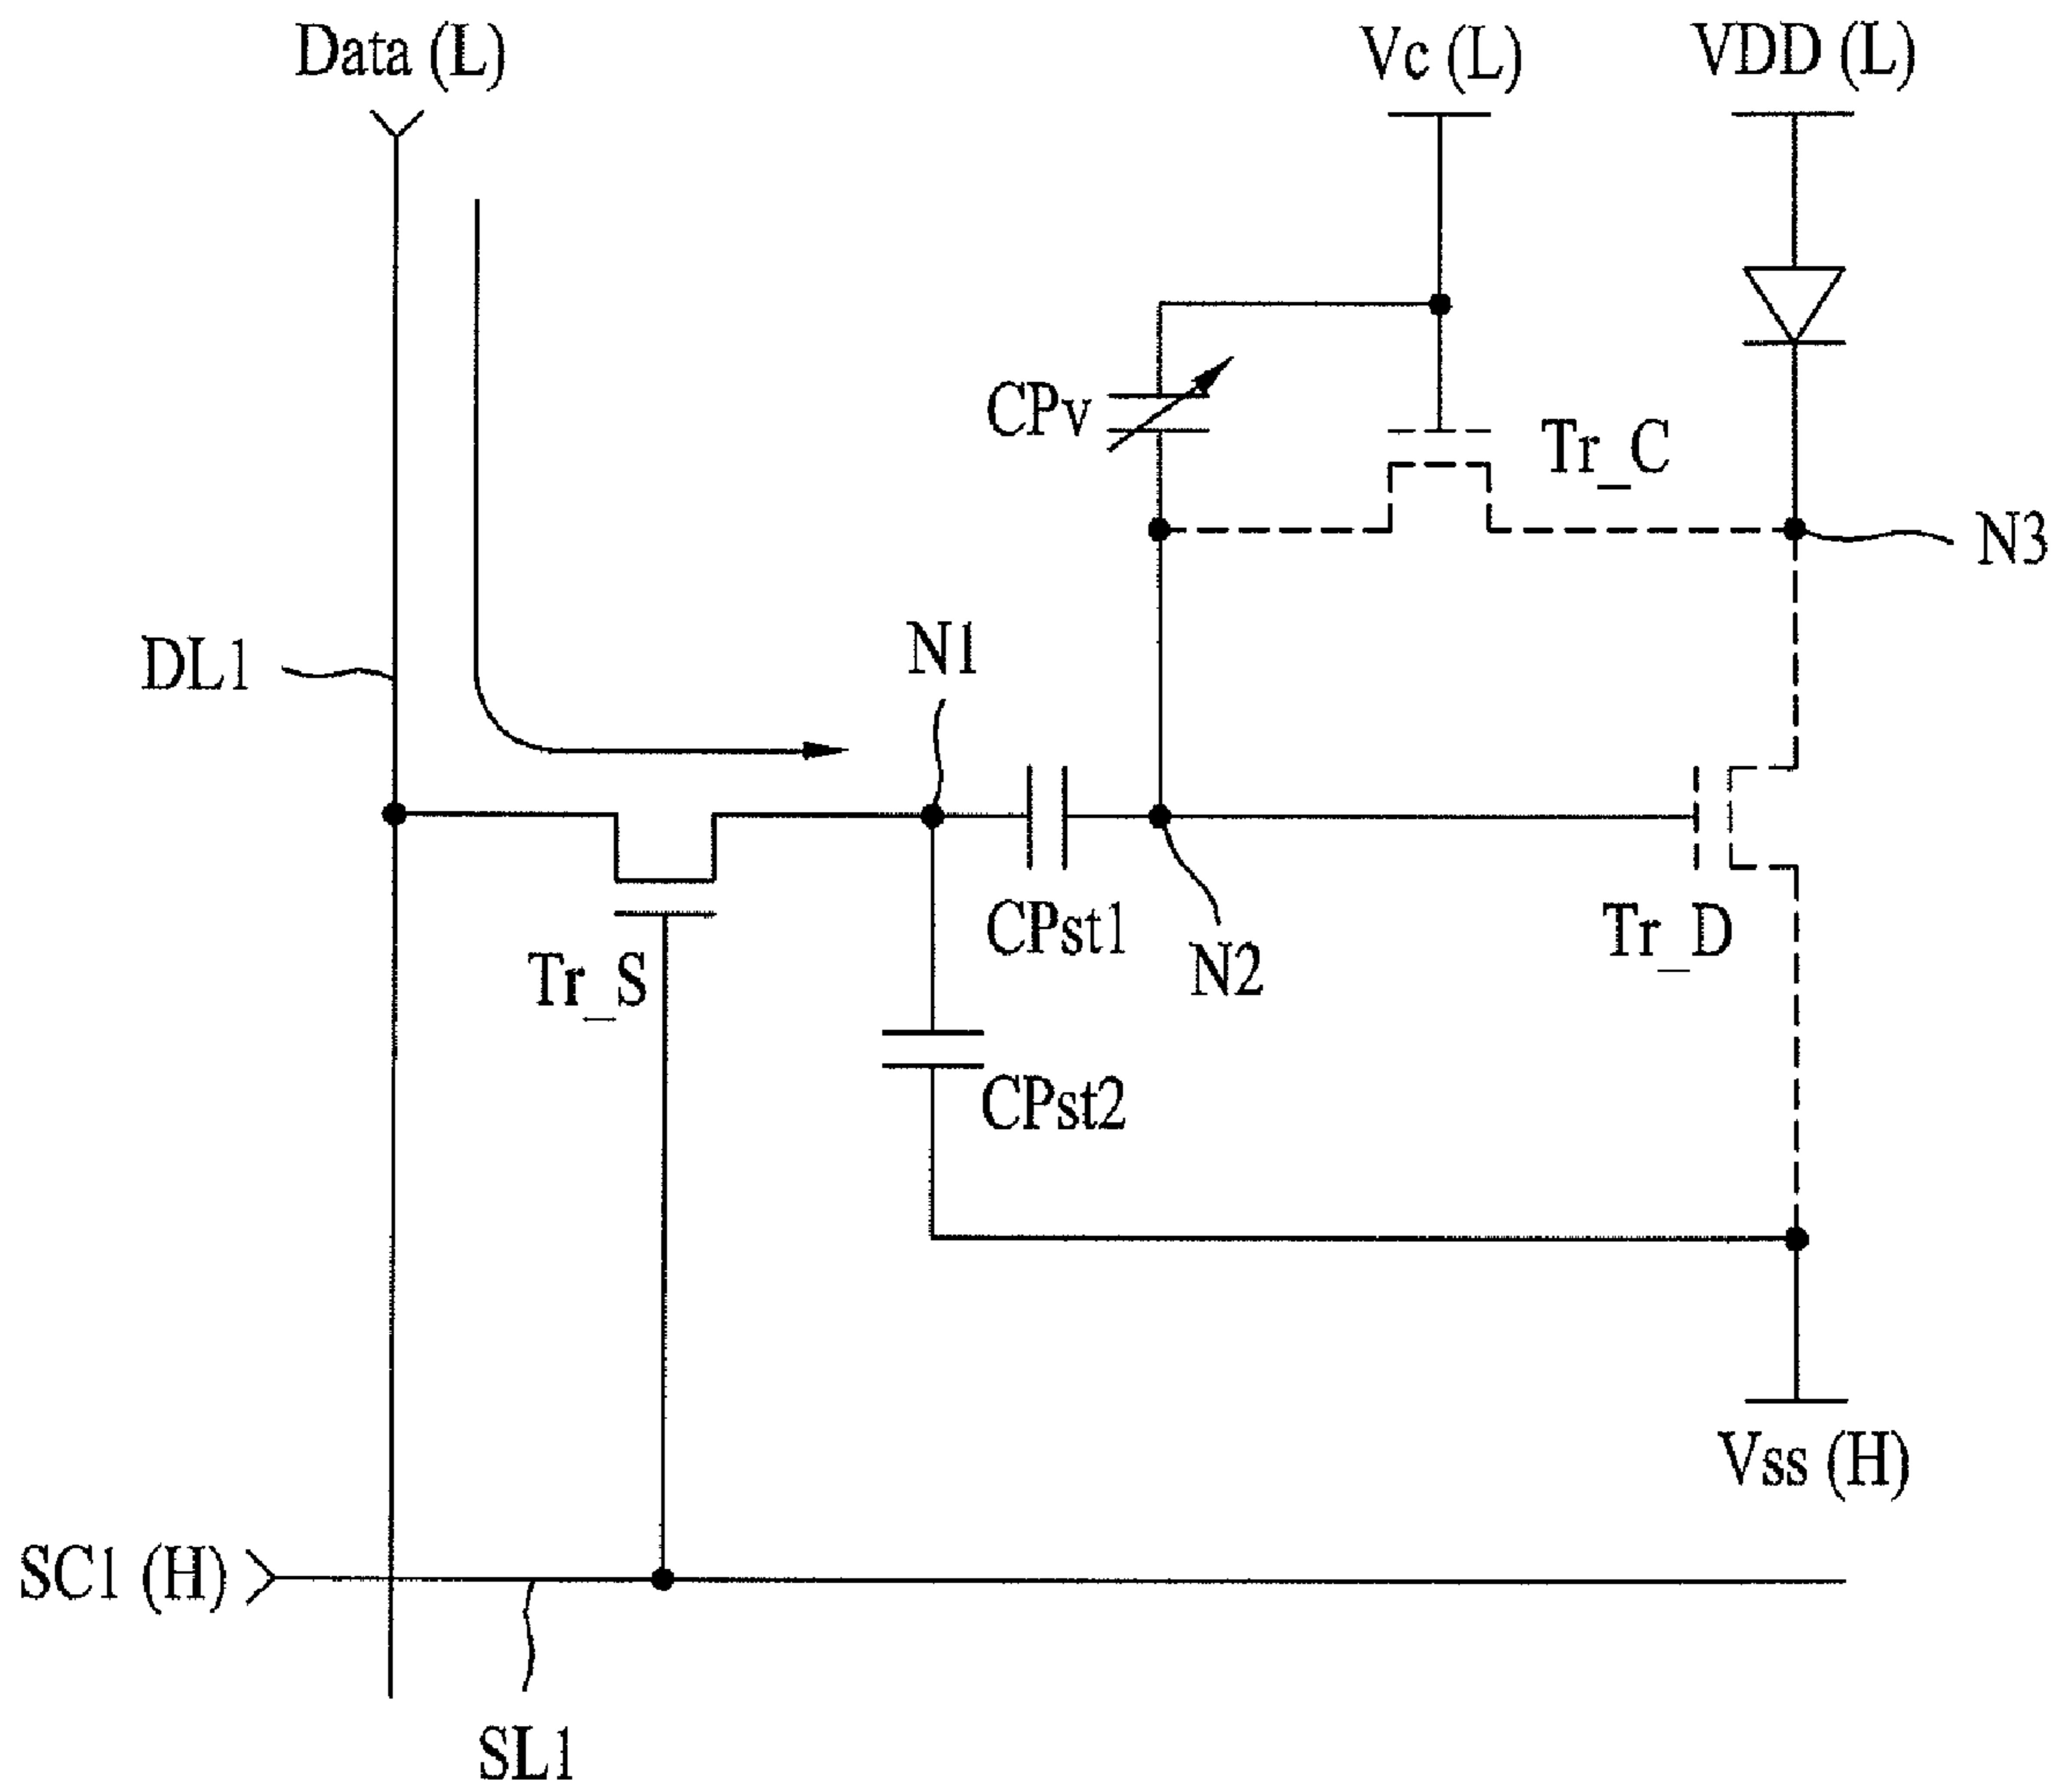 Data (L)
Vc (L)
VDD (L)
CPv
Tr_C
N3
DL1
N1
CPst1
N2
Tr_D
Tr_S
CPst2
Vss (H)
SC1 (H)
SL1